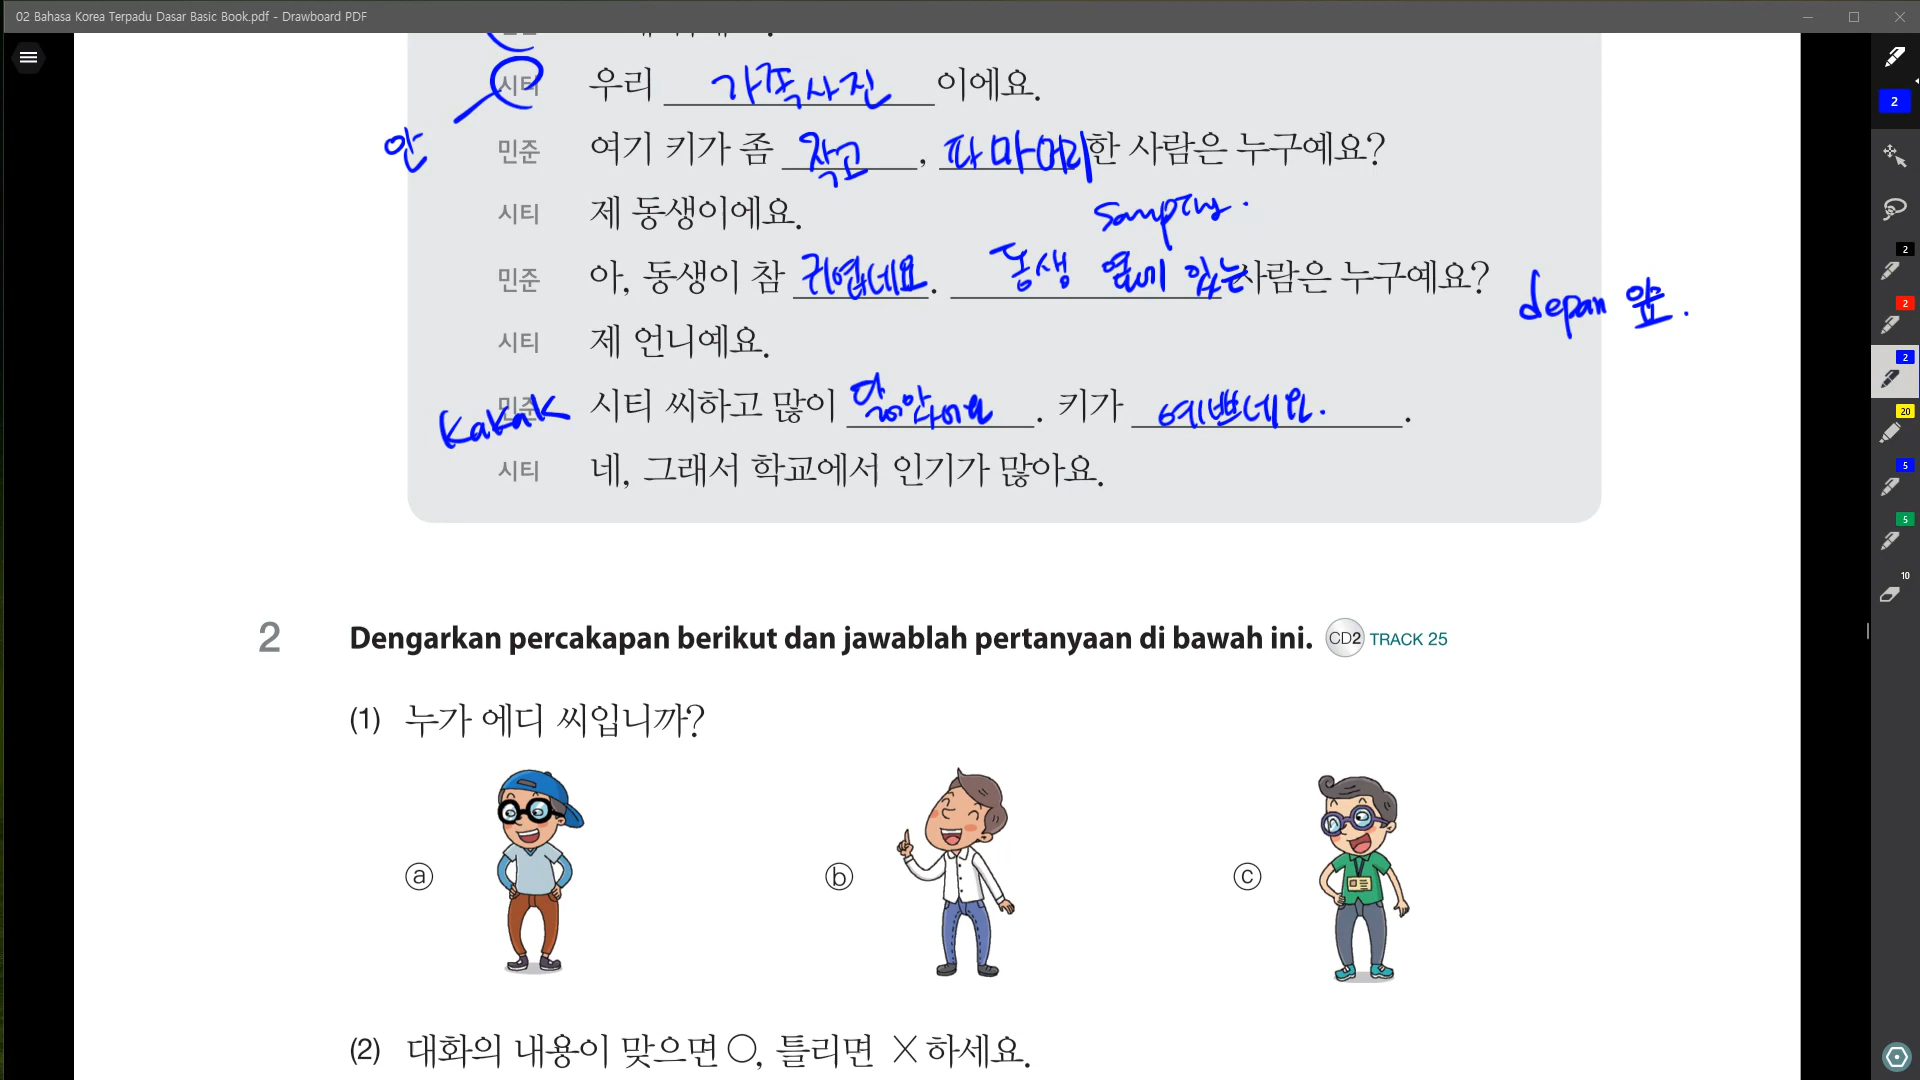 02 Bahasa Korea Terpadu Dasar Basic Book.pdf - Drawboard PDF
시티 우리 가족사진 이에요.
안
민준 여기 키가 좀 작고, 파마머리한 사람은 누구예요?
시티 제 동생이에요.
samping.
민준 아, 동생이 참 귀엽네요. 동생 옆에 있는 사람은 누구예요?
depan 앞.
시티 제 언니예요.
kakak
민준 시티 씨하고 많이 닮았네요. 키가 예쁘네요.
시티 네, 그래서 학교에서 인기가 많아요.
2 Dengarkan percakapan berikut dan jawablah pertanyaan di bawah ini. CD2 TRACK 25
(1) 누가 에디 씨입니까?
ⓐ ⓑ ⓒ
(2) 대화의 내용이 맞으면 ○, 틀리면 ×하세요.
2
2
2
2
20
5
5
10